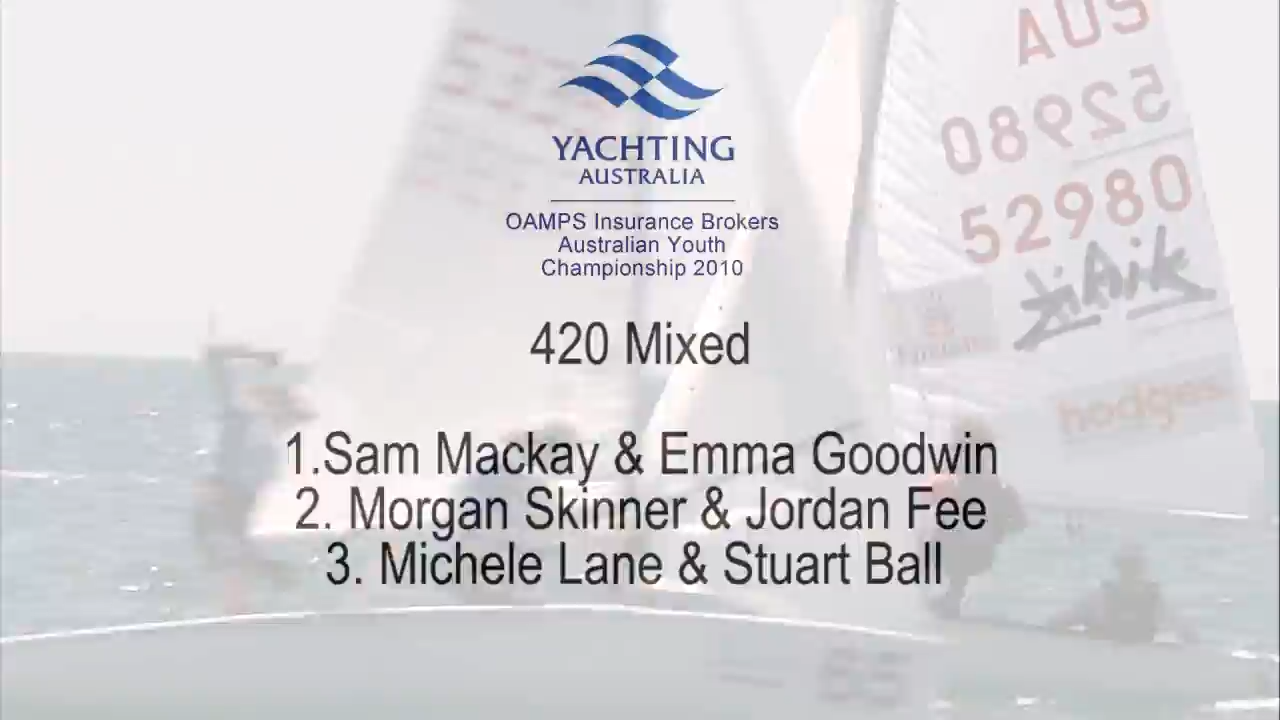 AUS
52980
52980
YACHTING
AUSTRALIA
OAMPS Insurance Brokers
Australian Youth
Championship 2010
420 Mixed
hodges
1.Sam Mackay & Emma Goodwin
2. Morgan Skinner & Jordan Fee
3. Michele Lane & Stuart Ball